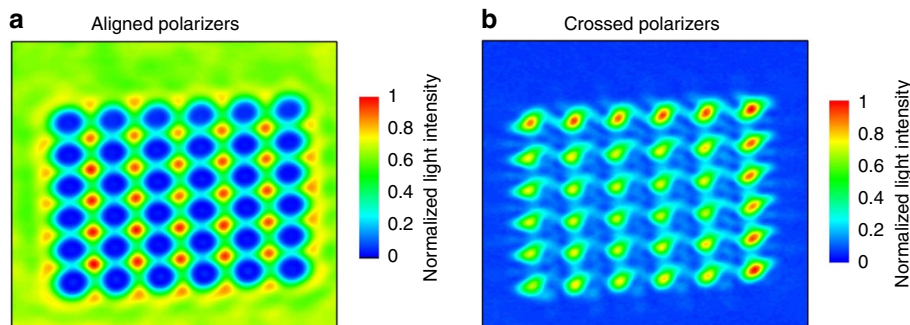 a
Aligned polarizers
1
0.8
0.6
0.4
0.2
0
Normalized light intensity
b
Crossed polarizers
1
0.8
0.6
0.4
0.2
0
Normalized light intensity